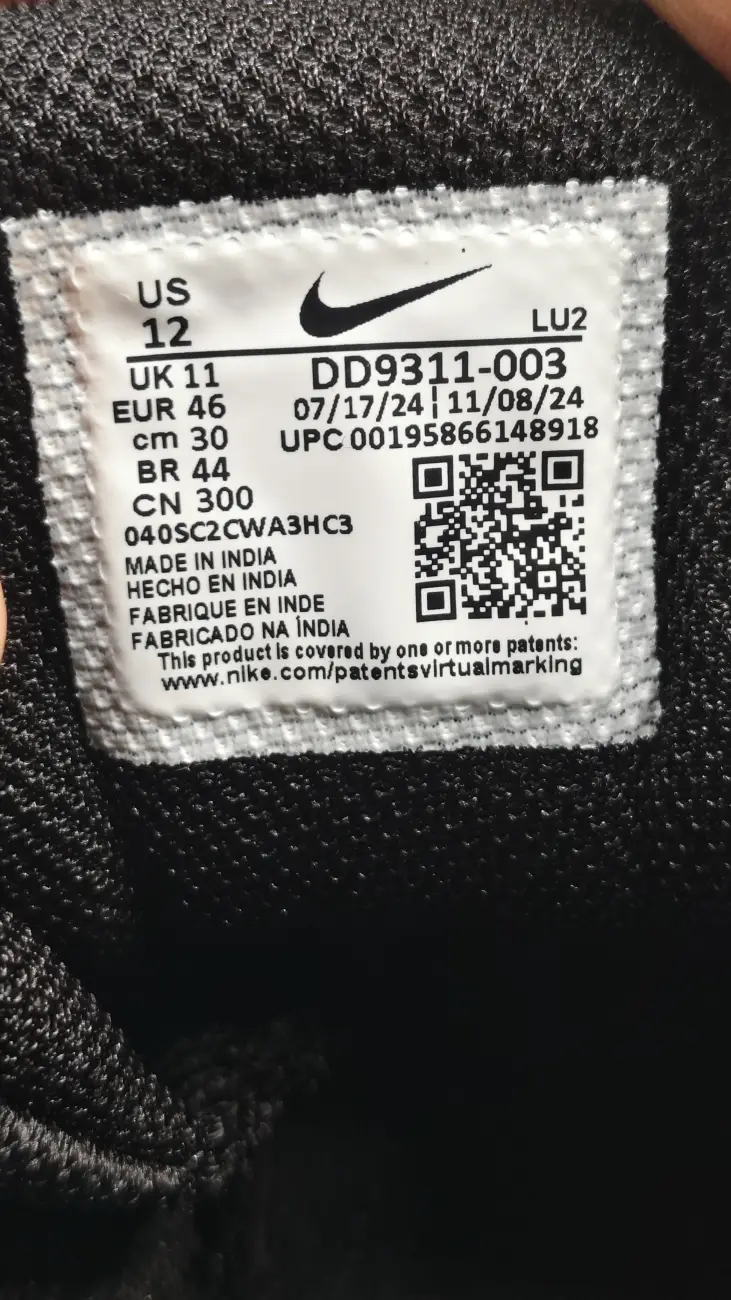 US
12
LU2
UK 11
DD9311-003
EUR 46
07/17/24 | 11/08/24
cm 30
UPC 00195866148918
BR 44
CN 300
040SC2CWA3HC3
MADE IN INDIA
HECHO EN INDIA
FABRIQUE EN INDE
FABRICADO NA ÍNDIA
This product is covered by one or more patents:
www.nike.com/patentsvirtualmarking